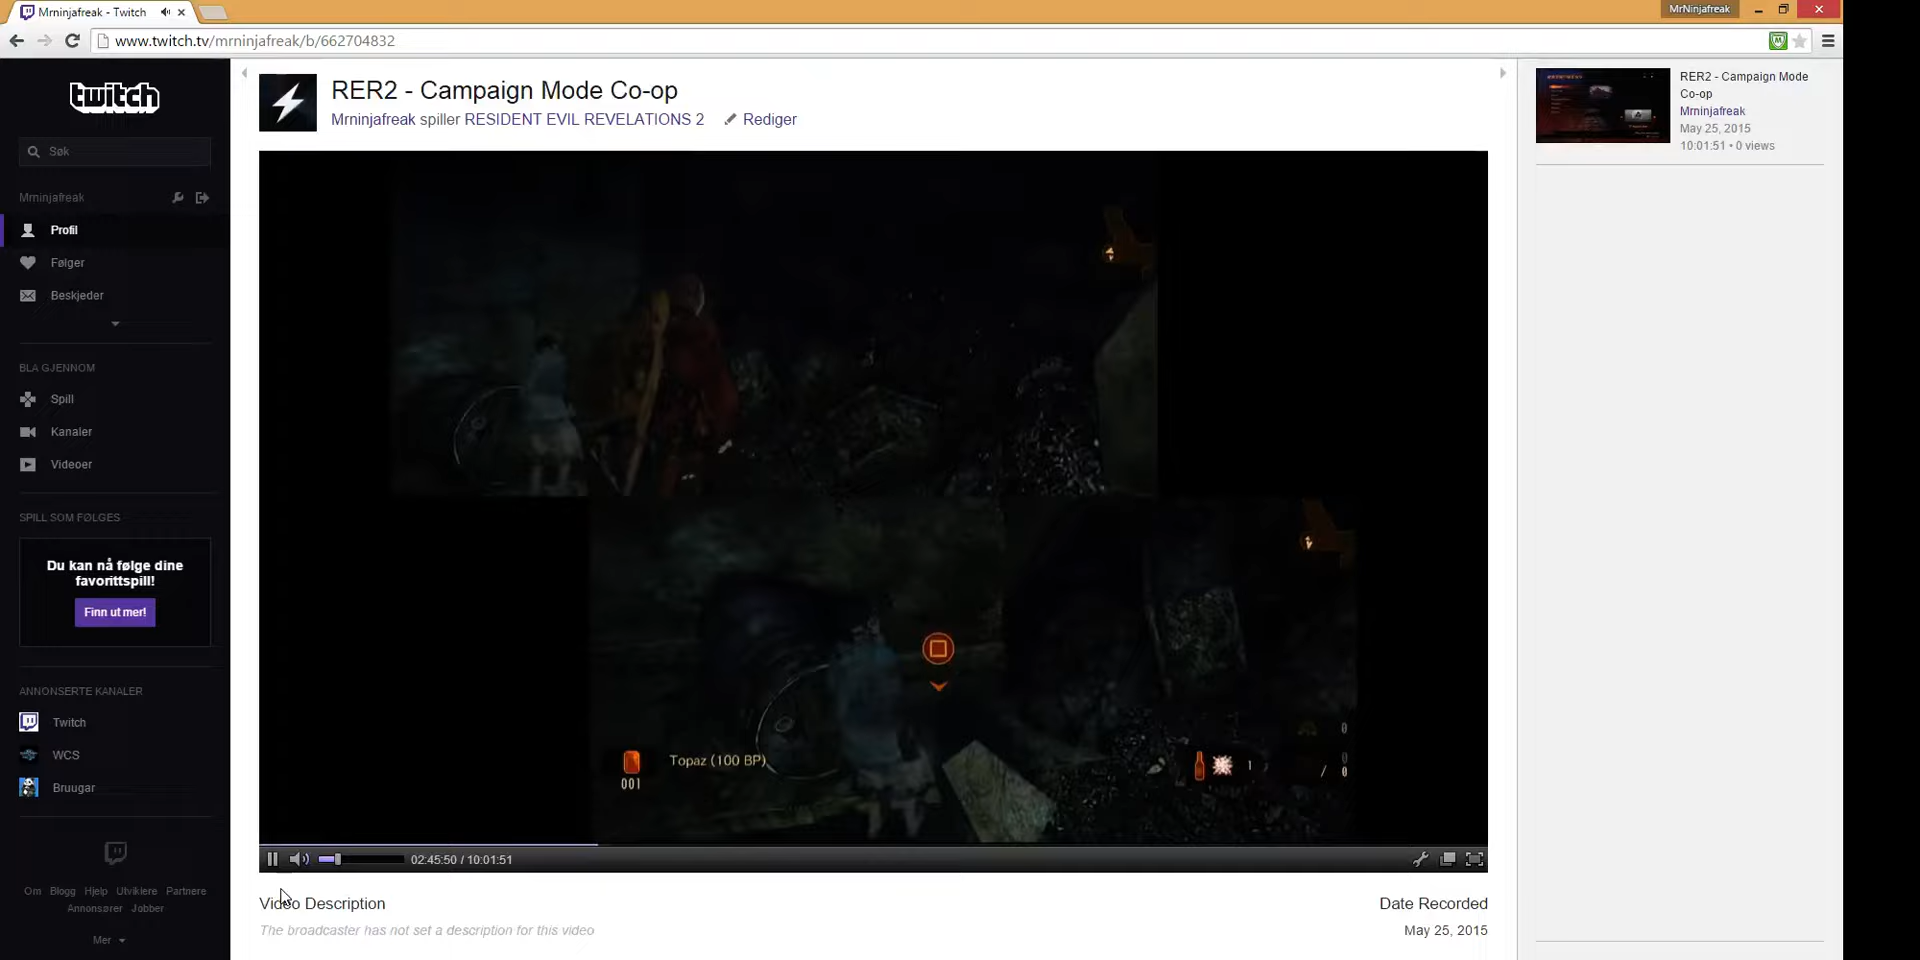 Mrninjafreak - Twitch
MrNinjafreak
www.twitch.tv/mrninjafreak/b/662704832
twitch
Søk
Mrninjafreak
Profil
Følger
Beskjeder
BLA GJENNOM
Spill
Kanaler
Videoer
SPILL SOM FØLGES
Du kan nå følge dine
favorittspill!
Finn ut mer!
ANNONSERTE KANALER
Twitch
WCS
Bruugar
Om Blogg Hjelp Utviklere Partnere
Annonsører Jobber
Mer
RER2 - Campaign Mode Co-op
Mrninjafreak spiller RESIDENT EVIL REVELATIONS 2 Rediger
Topaz (100 BP)
001
1
/ 0
0
0
02:45:50 / 10:01:51
Video Description
The broadcaster has not set a description for this video
Date Recorded
May 25, 2015
RER2 - Campaign Mode
Co-op
Mrninjafreak
May 25, 2015
10:01:51 • 0 views